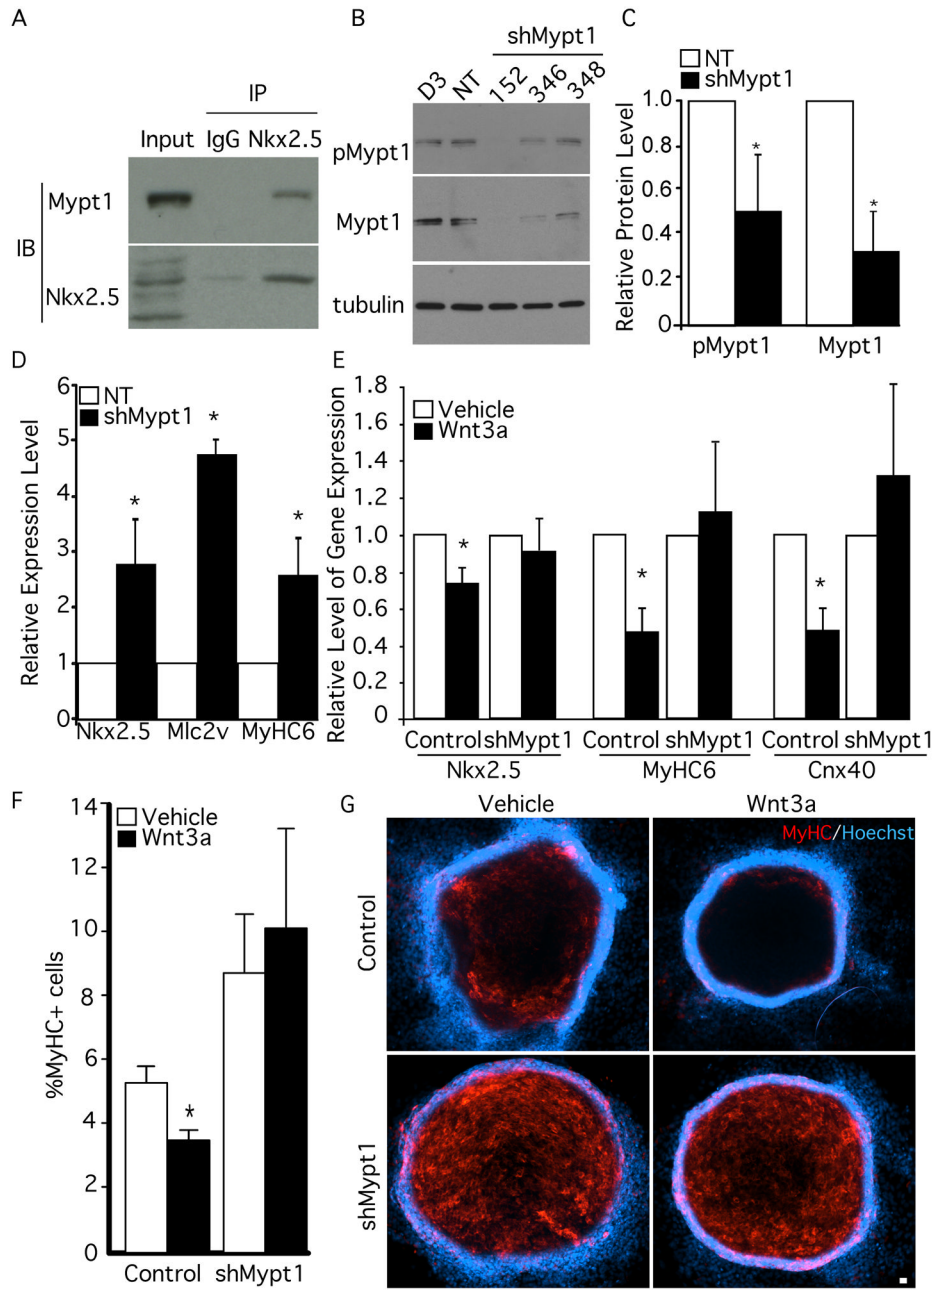 A
IP
Input IgG Nkx2.5
Mypt1
IB
Nkx2.5
B
shMypt1
D3 NT 152 346 348
pMypt1
Mypt1
tubulin
C
NT
shMypt1
Relative Protein Level
1.0
0.8
0.6
0.4
0.2
0
*
*
pMypt1 Mypt1
D
NT
shMypt1
Relative Expression Level
6
5
4
3
2
1
0
*
*
*
Nkx2.5 Mlc2v MyHC6
E
Vehicle
Wnt3a
Relative Level of Gene Expression
1.8
1.6
1.4
1.2
1.0
0.8
0.6
0.4
0.2
0
*
*
*
Control shMypt1 Control shMypt1 Control shMypt1
Nkx2.5 MyHC6 Cnx40
F
Vehicle
Wnt3a
%MyHC+ cells
14
12
10
8
6
4
2
0
*
Control shMypt1
G
Vehicle Wnt3a
MyHC/Hoechst
Control
shMypt1